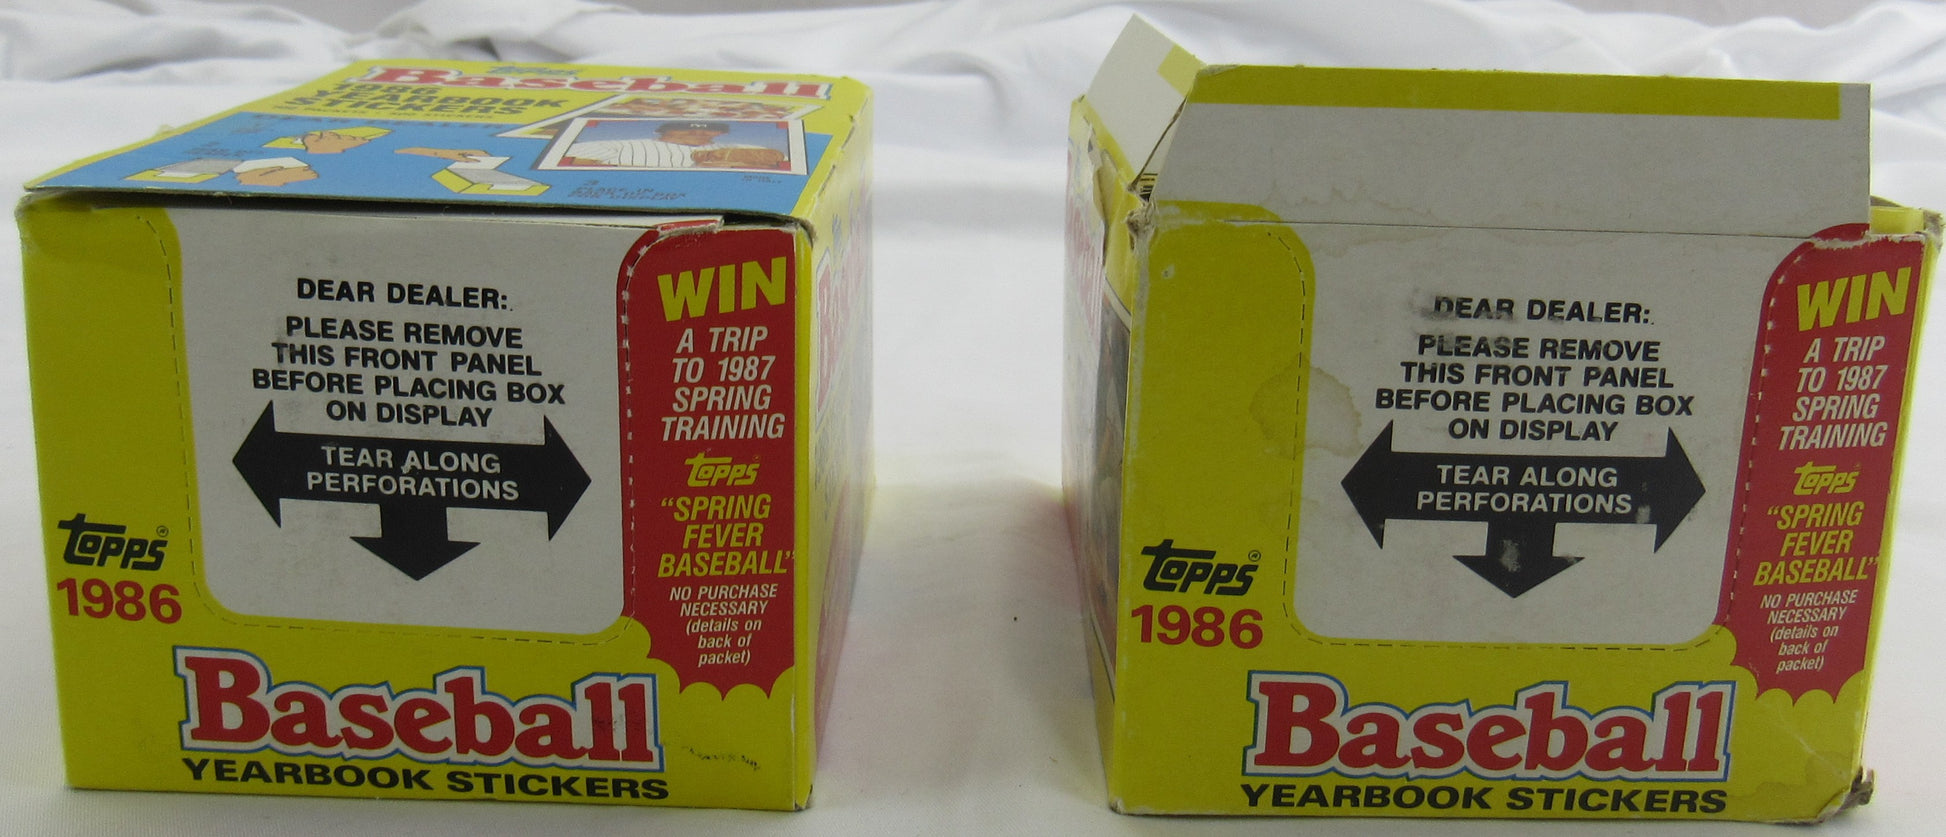 topps
Baseball
1986
YEARBOOK
STICKERS
DEAR DEALER:
PLEASE REMOVE
THIS FRONT PANEL
BEFORE PLACING BOX
ON DISPLAY
TEAR ALONG
PERFORATIONS
WIN
A TRIP
TO 1987
SPRING
TRAINING
topps
"SPRING
FEVER
BASEBALL"
NO PURCHASE
NECESSARY
(details on
back of
packet)
topps®
1986
Baseball
YEARBOOK STICKERS
DEAR DEALER:
PLEASE REMOVE
THIS FRONT PANEL
BEFORE PLACING BOX
ON DISPLAY
TEAR ALONG
PERFORATIONS
WIN
A TRIP
TO 1987
SPRING
TRAINING
topps
"SPRING
FEVER
BASEBALL"
NO PURCHASE
NECESSARY
(details on
back of
packet)
topps®
1986
Baseball
YEARBOOK STICKERS